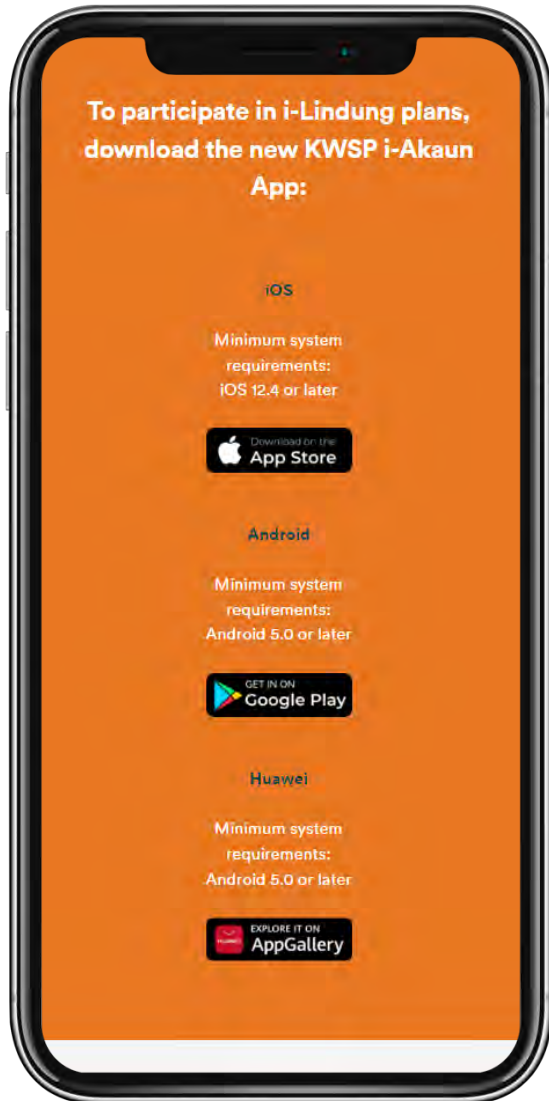 To participate in i-Lindung plans,
download the new KWSP i-Akaun
App:
iOS
Minimum system
requirements:
iOS 12.4 or later
Download on the
App Store
Android
Minimum system
requirements:
Android 5.0 or later
GET IN ON
Google Play
Huawei
Minimum system
requirements:
Android 5.0 or later
HUAWEI
EXPLORE IT ON
AppGallery